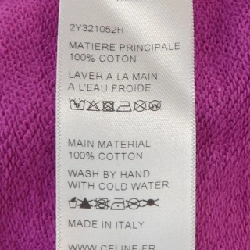 2Y321052H
MATIERE PRINCIPALE
100% COTON
LAVER A LA MAIN
A L'EAU FROIDE
MAIN MATERIAL
100% COTTON
WASH BY HAND
WITH COLD WATER
MADE IN ITALY
WWW.CELINE.FR